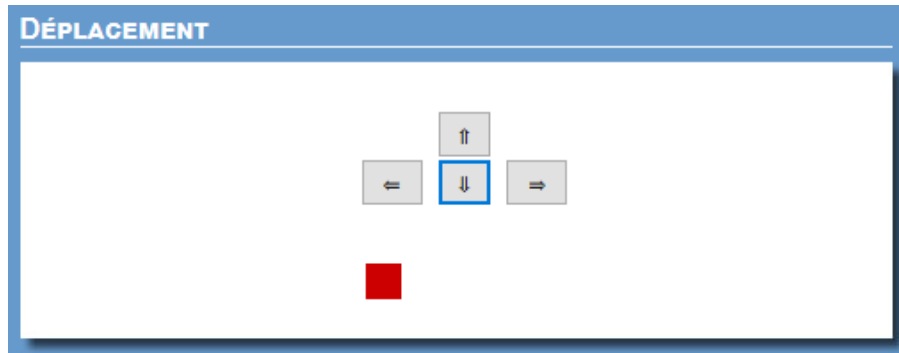 Déplacement
⇑
⇐ ⇓ ⇒